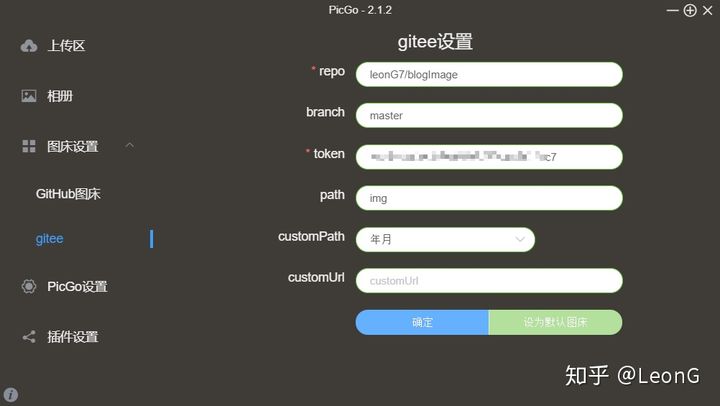 PicGo - 2.1.2
上传区
相册
图床设置
GitHub图床
gitee
PicGo设置
插件设置
gitee设置
* repo
leonG7/blogImage
branch
master
* token
c7
path
img
customPath
年月
customUrl
customUrl
确定
设为默认图床
知乎 @LeonG